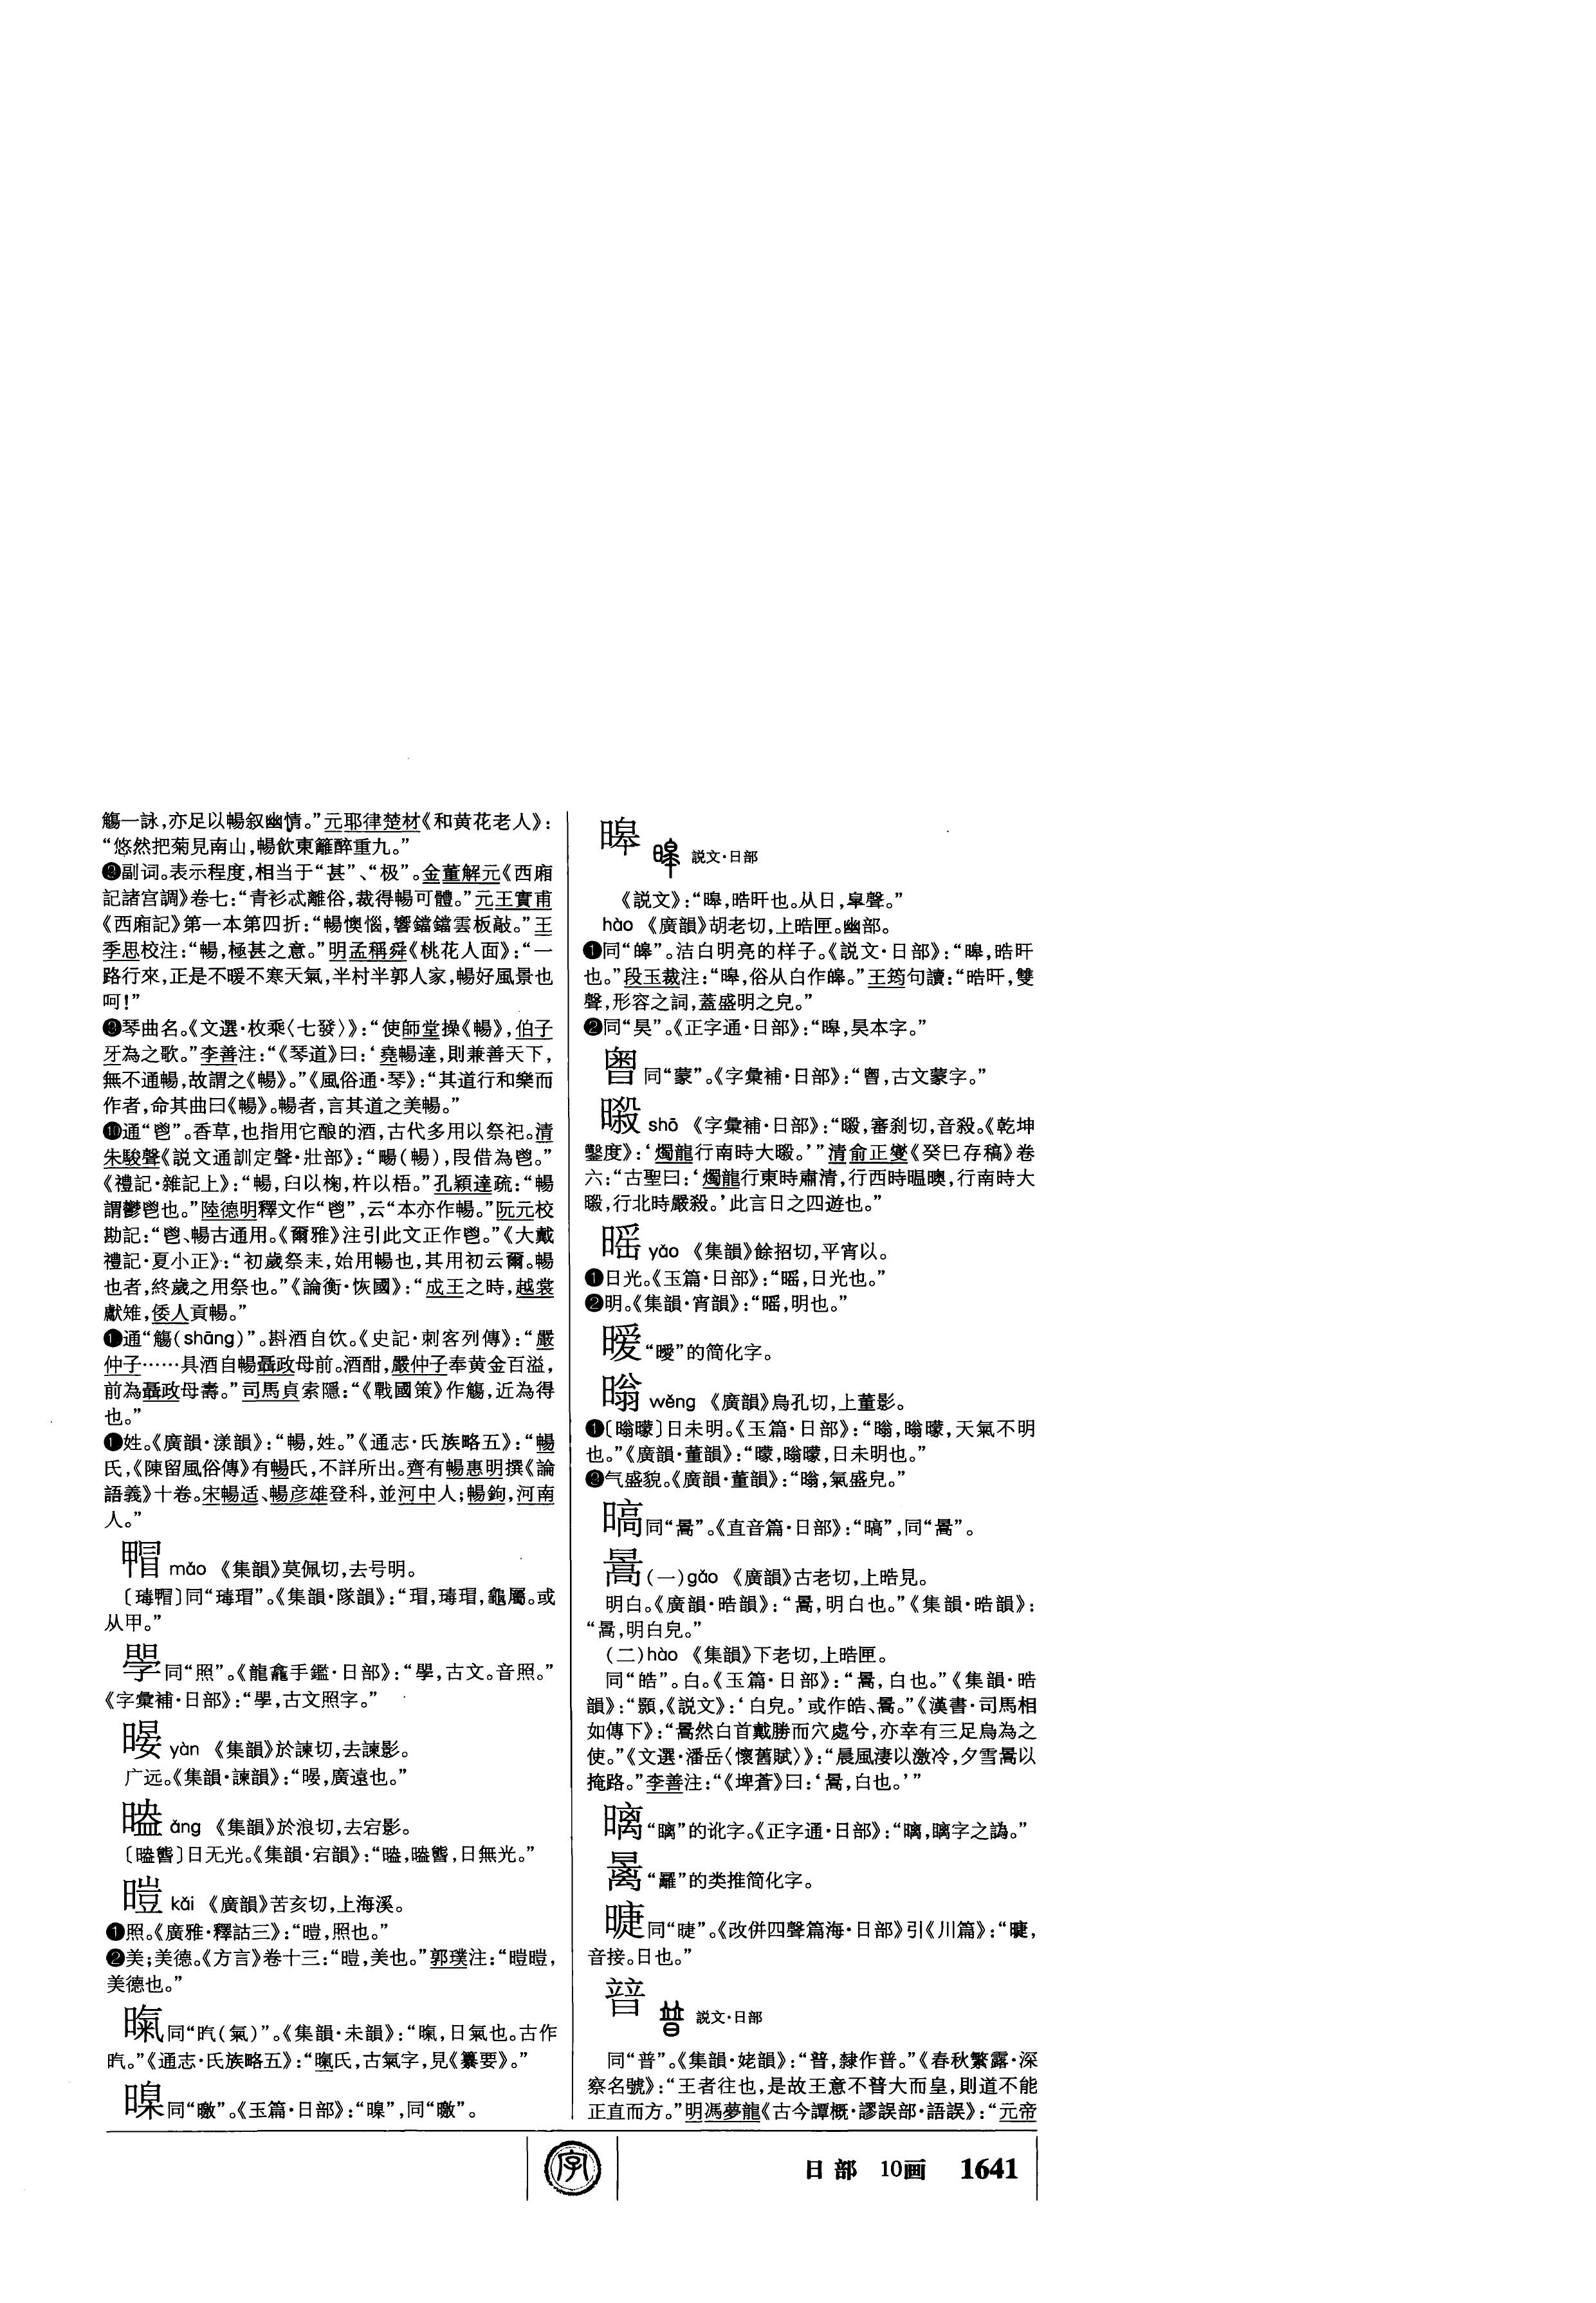 觴一詠，亦足以暢叙幽情。”元耶律楚材《和黄花老人》：
“悠然把菊見南山，暢飲東籬醉重九。”
❽副词。表示程度，相当于“甚”、“极”。金董解元《西廂
記諸宫調》卷七：“青衫忒離俗，裁得暢可體。”元王實甫
《西廂記》第一本第四折：“暢懊惱，響鐺鐺雲板敲。”王
季思校注：“暢，極甚之意。”明孟稱舜《桃花人面》：“一
路行來，正是不暖不寒天氣，半村半郭人家，暢好風景也
呵！”
❾琴曲名。《文選·枚乘〈七發〉》：“使師堂操《暢》，伯子
牙為之歌。”李善注：“《琴道》曰：‘堯暢達，則兼善天下，
無不通暢，故謂之《暢》。”《風俗通·琴》：“其道行和樂而
作者，命其曲曰《暢》。暢者，言其道之美暢。”
❿通“鬯”。香草，也指用它酿的酒，古代多用以祭祀。清
朱駿聲《説文通訓定聲·壯部》：“畼（暢），叚借為鬯。”
《禮記·雜記上》：“暢，臼以椈，杵以梧。”孔穎達疏：“暢
謂鬱鬯也。”陸德明釋文作“鬯”，云“本亦作暢。”阮元校
勘記：“鬯、暢古通用。《爾雅》注引此文正作鬯。”《大戴
禮記·夏小正》：“初歲祭耒，始用暢也，其用初云爾。暢
也者，終歲之用祭也。”《論衡·恢國》：“成王之時，越裳
獻雉，倭人貢暢。”
⓫通“觴（shāng）”。斟酒自饮。《史記·刺客列傳》：“嚴
仲子……具酒自暢聶政母前。酒酣，嚴仲子奉黄金百溢，
前為聶政母壽。”司馬貞索隱：“《戰國策》作觴，近為得
也。”
⓬姓。《廣韻·漾韻》：“暢，姓。”《通志·氏族略五》：“暢
氏，《陳留風俗傳》有暢氏，不詳所出。齊有暢惠明撰《論
語義》十卷。宋暢适、暢彦雄登科，並河中人；暢鉤，河南
人。”
mào 《集韻》莫佩切，去号明。
同“瑇瑁”。《集韻·隊韻》：“瑁，瑇瑁，龜屬。或
从甲。”
同“照”。《龍龕手鑑·日部》：“，古文。音照。”
《字彙補·日部》：“，古文照字。”
yàn 《集韻》於諫切，去諫影。
广远。《集韻·諫韻》：“，廣遠也。”
àng 《集韻》於浪切，去宕影。
日无光。《集韻·宕韻》：“，日無光。”
暟 kǎi 《廣韻》苦亥切，上海溪。
❶照。《廣雅·釋詁三》：“暟，照也。”
❷美；美德。《方言》卷十三：“暟，美也。”郭璞注：“暟暟，
美德也。”
暣 同“㫓（氣）”。《集韻·未韻》：“暣，日氣也。古作
㫓。”《通志·氏族略五》：“暣氏，古氣字，見《纂要》。”
同“曒”。《玉篇·日部》：“”，同“曒”。
暤 説文·日部
《説文》：“暤，晧旰也。从日，臯聲。”
hào 《廣韻》胡老切，上晧匣。幽部。
❶同“皞”。洁白明亮的样子。《説文·日部》：“暤，晧旰
也。”段玉裁注：“暤，俗从白作皞。”王筠句讀：“晧旰，雙
聲，形容之詞，蓋盛明之皃。”
❷同“昊”。《正字通·日部》：“暤，昊本字。”
同“蒙”。《字彙補·日部》：“，古文蒙字。”
shā 《字彙補·日部》：“，審刹切，音殺。《乾坤
鑿度》：‘燭龍行南時大。’”清俞正燮《癸巳存稿》卷
六：“古聖曰：‘燭龍行東時肅清，行西時暍㬉，行南時大
，行北時嚴殺。’此言日之四遊也。”
暚 yáo 《集韻》餘招切，平宵以。
❶日光。《玉篇·日部》：“暚，日光也。”
❷明。《集韻·宵韻》：“暚，明也。”
暧 “曖”的简化字。
暡 wěng 《廣韻》烏孔切，上董影。
❶〔暡曚〕日未明。《玉篇·日部》：“暡，暡曚，天氣不明
也。”《廣韻·董韻》：“曚，暡曚，日未明也。”
❷气盛貌。《廣韻·董韻》：“暡，氣盛皃。”
暠同“暠”。《直音篇·日部》：“”，同“暠”。
暠（一）gǎo 《廣韻》古老切，上晧見。
明白。《廣韻·晧韻》：“暠，明白也。”《集韻·晧韻》：
“暠，明白皃。”
（二）hào 《集韻》下老切，上晧匣。
同“皓”。白。《玉篇·日部》：“暠，白也。”《集韻·晧
韻》：“顥，《説文》：‘白皃。’或作皓、暠。”《漢書·司馬相
如傳下》：“暠然白首戴勝而穴處兮，亦幸有三足烏為之
使。”《文選·潘岳〈懷舊賦〉》：“晨風淒以激冷，夕雪暠以
掩路。”李善注：“《埤蒼》曰：‘暠，白也。’”
“瞝”的讹字。《正字通·日部》：“，瞝字之譌。”
的类推简化字。
同“䀹”。《改併四聲篇海·日部》引《川篇》：“，
音接。日也。”
暜 説文·日部
同“普”。《集韻·姥韻》：“暜，隸作普。”《春秋繁露·深
察名號》：“王者往也，是故王意不普大而皇，則道不能
正直而方。”明馮夢龍《古今譚概·謬誤部·語誤》：“元帝
字
日部 10画 1641